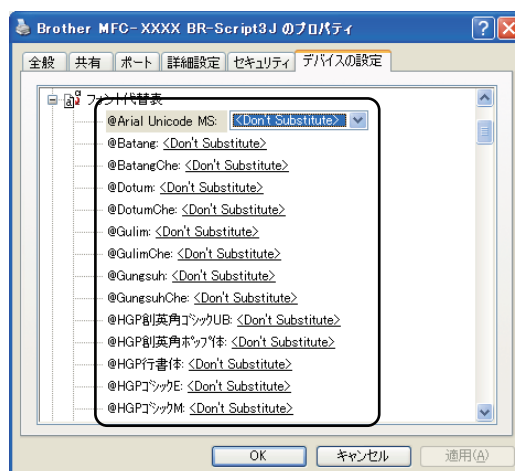 Brother MFC-XXXX BR-Script3J のプロパティ
全般 共有 ポート 詳細設定 セキュリティ デバイスの設定
フォント代替表
@Arial Unicode MS: <Don't Substitute>
@Batang: <Don't Substitute>
@BatangChe: <Don't Substitute>
@Dotum: <Don't Substitute>
@DotumChe: <Don't Substitute>
@Gulim: <Don't Substitute>
@GulimChe: <Don't Substitute>
@Gungsuh: <Don't Substitute>
@GungsuhChe: <Don't Substitute>
@HGP創英角ｺﾞｼｯｸUB: <Don't Substitute>
@HGP創英角ﾎﾟｯﾌﾟ体: <Don't Substitute>
@HGP行書体: <Don't Substitute>
@HGPｺﾞｼｯｸE: <Don't Substitute>
@HGPｺﾞｼｯｸM: <Don't Substitute>
OK キャンセル 適用(A)